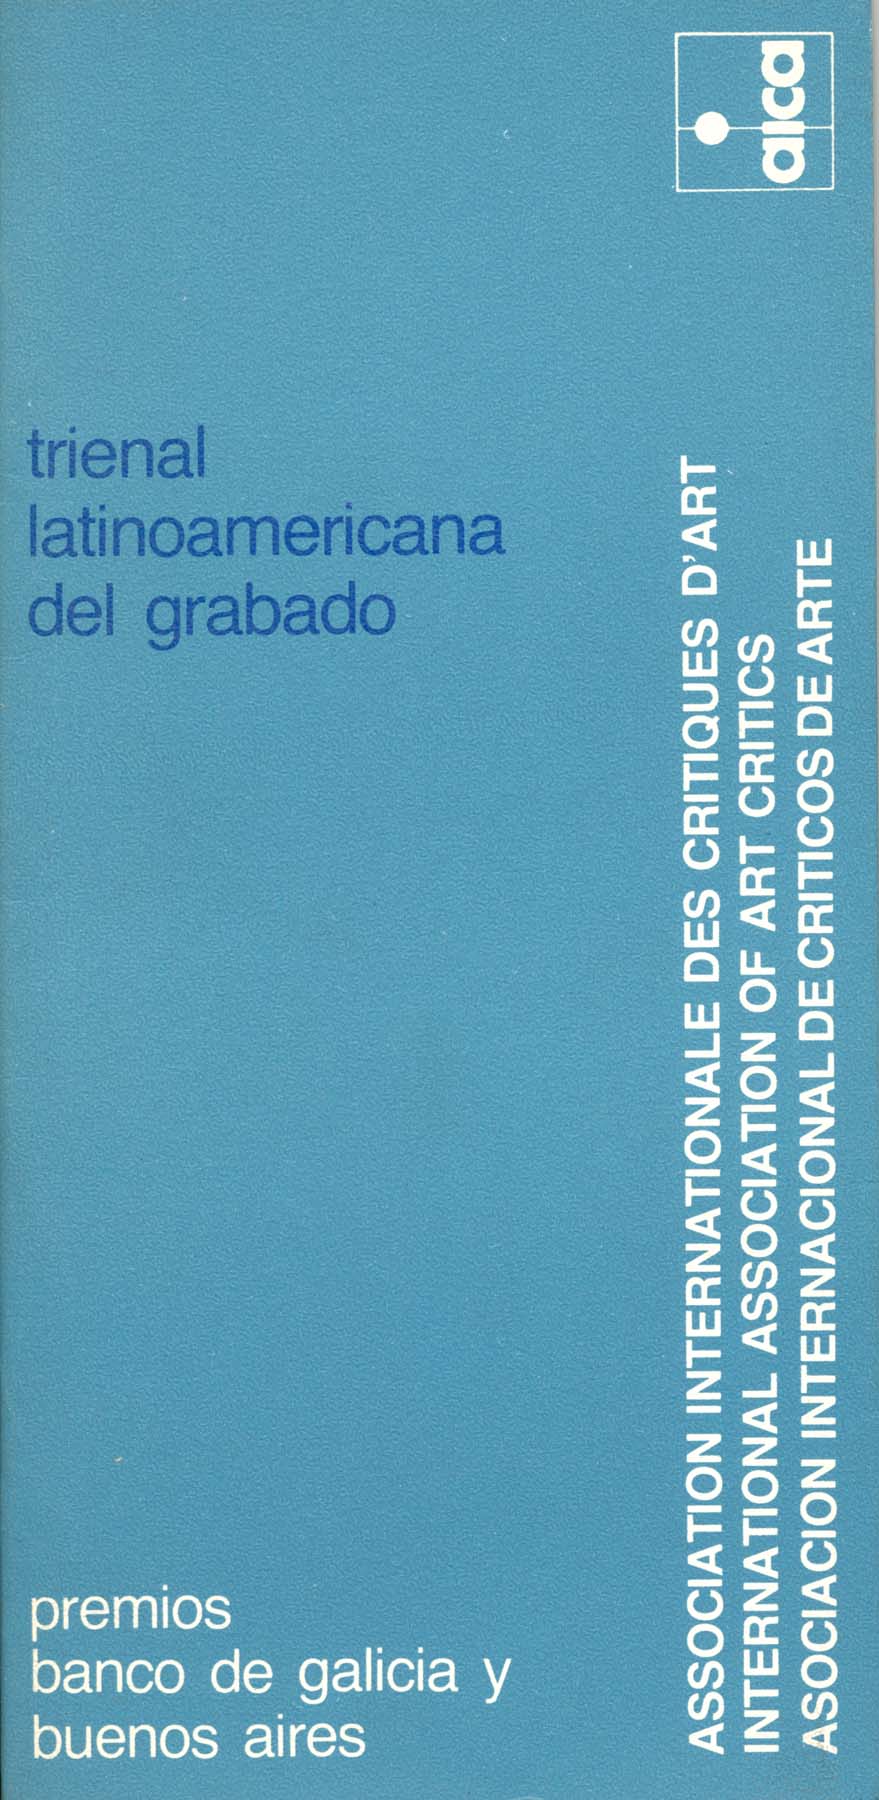 aica
trienal
latinoamericana
del grabado
ASSOCIATION INTERNATIONALE DES CRITIQUES D'ART
INTERNATIONAL ASSOCIATION OF ART CRITICS
ASOCIACION INTERNACIONAL DE CRITICOS DE ARTE
premios
banco de galicia y
buenos aires